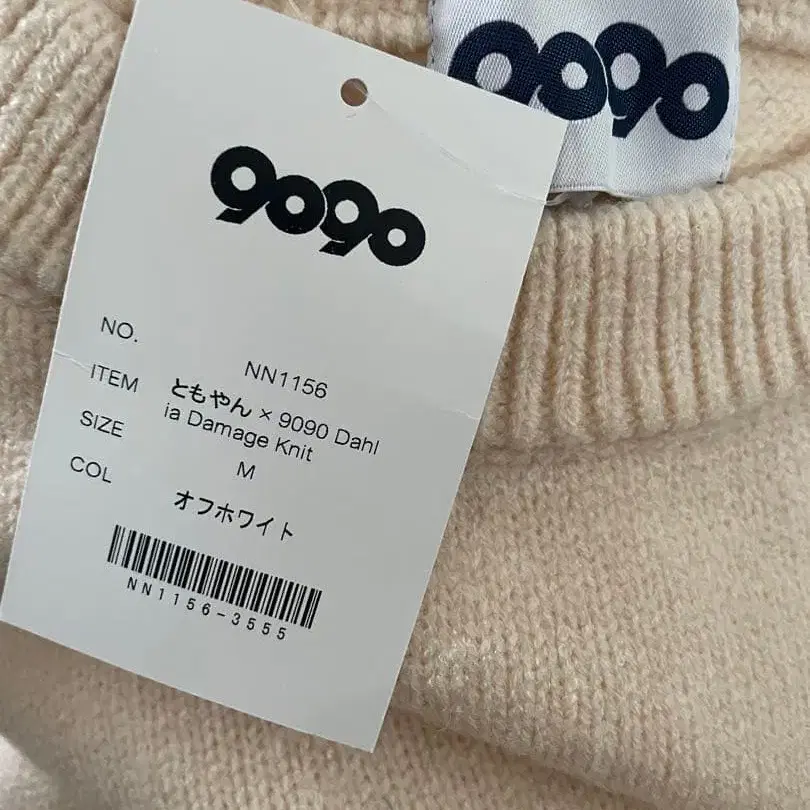 9090
9090
NO. NN1156
ITEM ともやん × 9090 Dahl
ia Damage Knit
SIZE M
COL オフホワイト
NN1156-3555